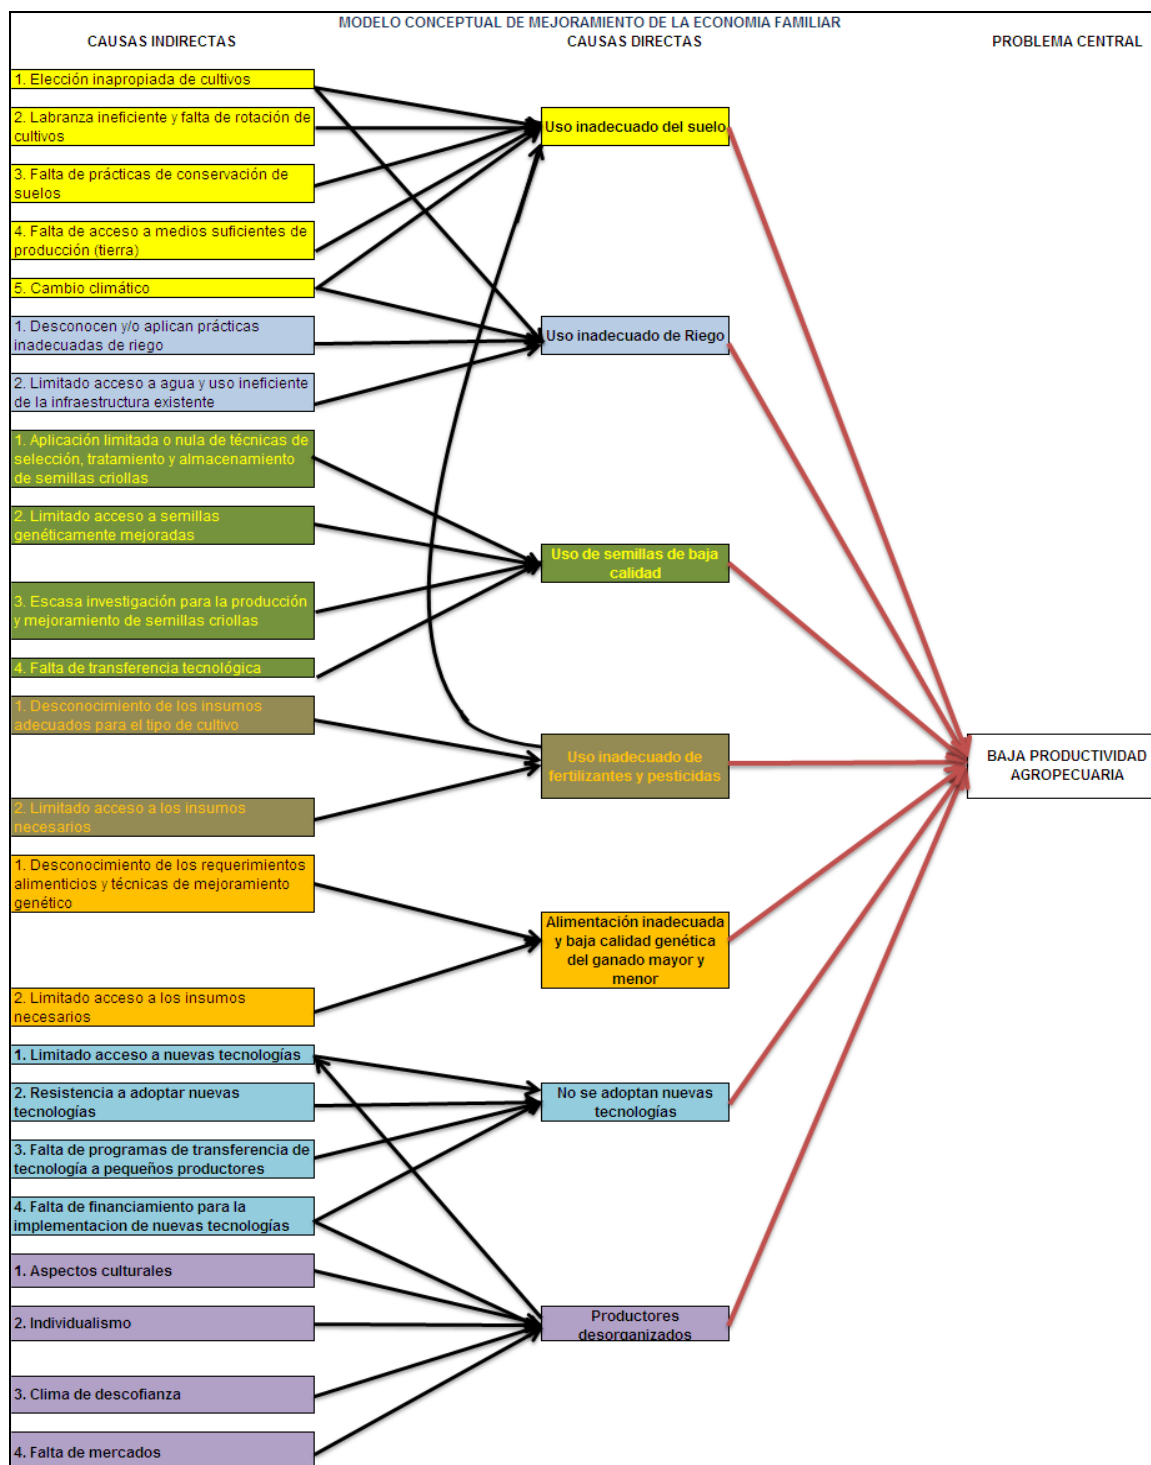 MODELO CONCEPTUAL DE MEJORAMIENTO DE LA ECONOMIA FAMILIAR
CAUSAS INDIRECTAS
CAUSAS DIRECTAS
PROBLEMA CENTRAL
1. Elección inapropiada de cultivos
2. Labranza ineficiente y falta de rotación de
cultivos
3. Falta de prácticas de conservación de
suelos
4. Falta de acceso a medios suficientes de
producción (tierra)
5. Cambio climático
Uso inadecuado del suelo
1. Desconocen y/o aplican prácticas
inadecuadas de riego
2. Limitado acceso a agua y uso ineficiente
de la infraestructura existente
Uso inadecuado de Riego
1. Aplicación limitada o nula de técnicas de
selección, tratamiento y almacenamiento
de semillas criollas
2. Limitado acceso a semillas
genéticamente mejoradas
3. Escasa investigación para la producción
y mejoramiento de semillas criollas
4. Falta de transferencia tecnológica
Uso de semillas de baja
calidad
1. Desconocimiento de los insumos
adecuados para el tipo de cultivo
2. Limitado acceso a los insumos
necesarios
Uso inadecuado de
fertilizantes y pesticidas
BAJA PRODUCTIVIDAD
AGROPECUARIA
1. Desconocimiento de los requerimientos
alimenticios y técnicas de mejoramiento
genético
2. Limitado acceso a los insumos
necesarios
Alimentación inadecuada
y baja calidad genética
del ganado mayor y
menor
1. Limitado acceso a nuevas tecnologías
2. Resistencia a adoptar nuevas
tecnologías
3. Falta de programas de transferencia de
tecnología a pequeños productores
4. Falta de financiamiento para la
implementacion de nuevas tecnologías
No se adoptan nuevas
tecnologías
1. Aspectos culturales
2. Individualismo
3. Clima de descofianza
4. Falta de mercados
Productores
desorganizados